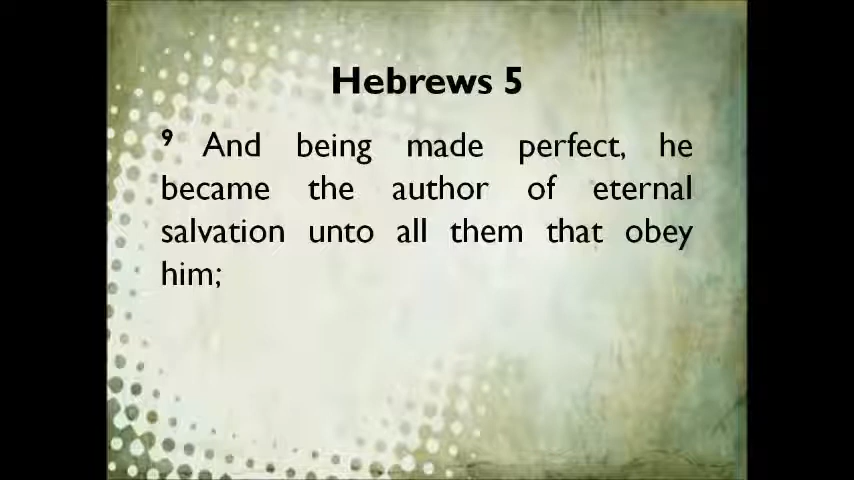 Hebrews 5
9 And being made perfect, he
became the author of eternal
salvation unto all them that obey
him;